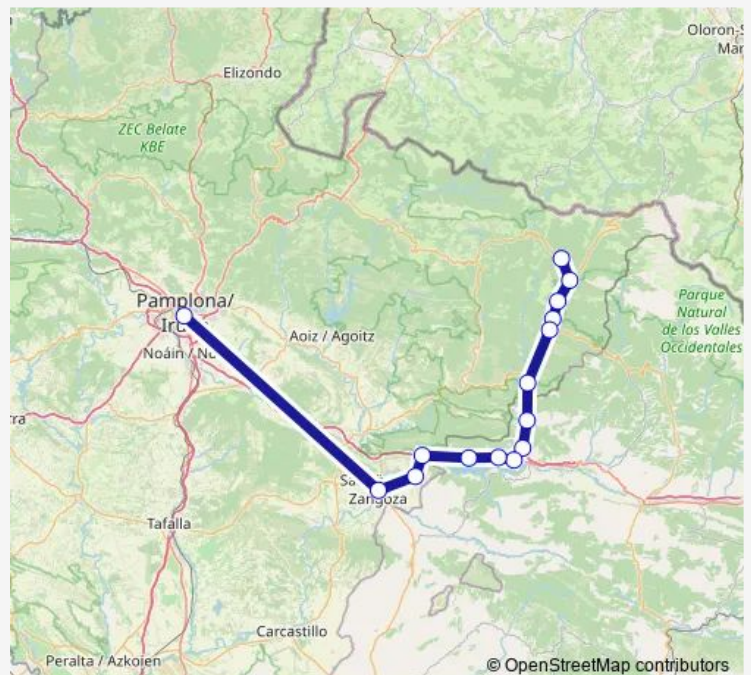 Oloron-S
Mar
Elizondo
ZEC Belate
KBE
Pamplona/
Iru
Noáin / No
Aoiz / Agoitz
Parque
Natural
de los Valles
Occidentales
rra
Sa
Zangoza
Tafalla
Carcastillo
Peralta / Azkoien
© OpenStreetMap contributors